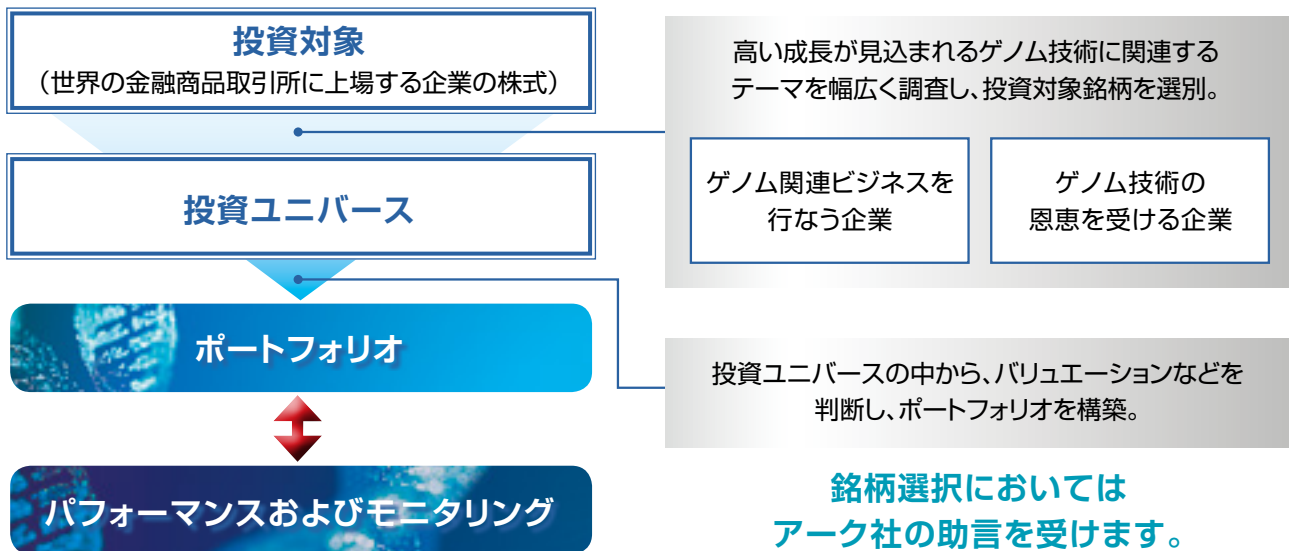 投資対象
（世界の金融商品取引所に上場する企業の株式）
高い成長が見込まれるゲノム技術に関連する
テーマを幅広く調査し、投資対象銘柄を選別。
ゲノム関連ビジネスを
行なう企業
ゲノム技術の
恩恵を受ける企業
投資ユニバース
ポートフォリオ
投資ユニバースの中から、バリュエーションなどを
判断し、ポートフォリオを構築。
パフォーマンスおよびモニタリング
銘柄選択においては
アーク社の助言を受けます。